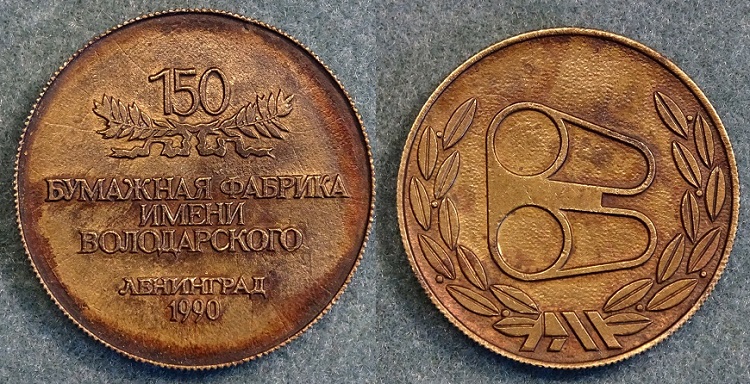 150
БУМАЖНАЯ ФАБРИКА
ИМЕНИ
ВОЛОДАРСКОГО
ЛЕНИНГРАД
1990